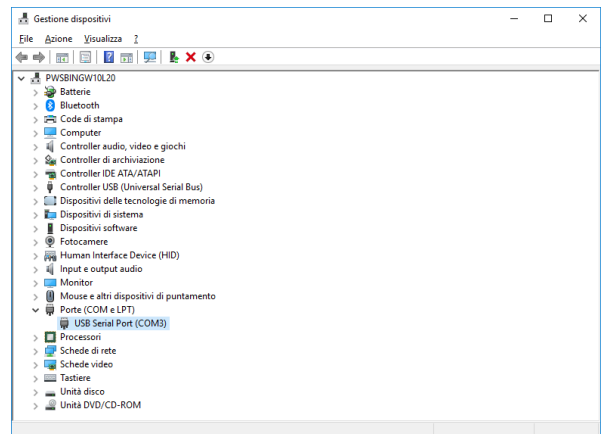 Gestione dispositivi
File Azione Visualizza ?
PWSBINGW10L20
Batterie
Bluetooth
Code di stampa
Computer
Controller audio, video e giochi
Controller di archiviazione
Controller IDE ATA/ATAPI
Controller USB (Universal Serial Bus)
Dispositivi delle tecnologie di memoria
Dispositivi di sistema
Dispositivi software
Fotocamere
Human Interface Device (HID)
Input e output audio
Monitor
Mouse e altri dispositivi di puntamento
Porte (COM e LPT)
USB Serial Port (COM3)
Processori
Schede di rete
Schede video
Tastiere
Unità disco
Unità DVD/CD-ROM